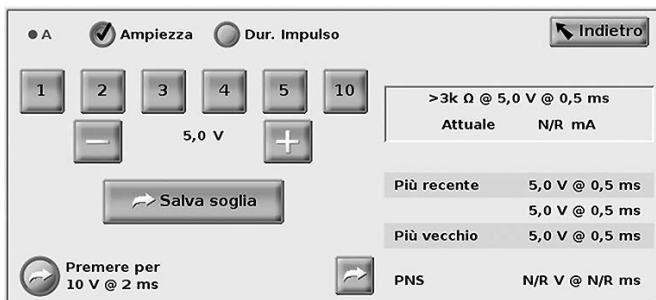 A Ampiezza Dur. Impulso Indietro
1 2 3 4 5 10
5,0 V
Salva soglia
Premere per
10 V @ 2 ms
>3k Ω @ 5,0 V @ 0,5 ms
Attuale N/R mA
Più recente 5,0 V @ 0,5 ms
5,0 V @ 0,5 ms
Più vecchio 5,0 V @ 0,5 ms
PNS N/R V @ N/R ms